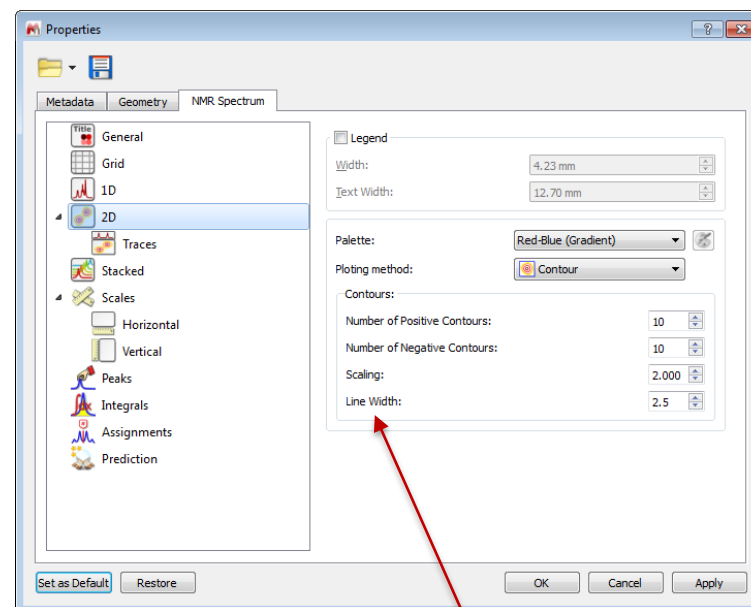 Properties
Metadata Geometry NMR Spectrum
Title
General
Grid
1D
2D
Traces
Stacked
Scales
Horizontal
Vertical
Peaks
Integrals
Assignments
Prediction
Legend
Width: 4.23 mm
Text Width: 12.70 mm
Palette: Red-Blue (Gradient)
Ploting method: Contour
Contours:
Number of Positive Contours: 10
Number of Negative Contours: 10
Scaling: 2.000
Line Width: 2.5
Set as Default Restore OK Cancel Apply